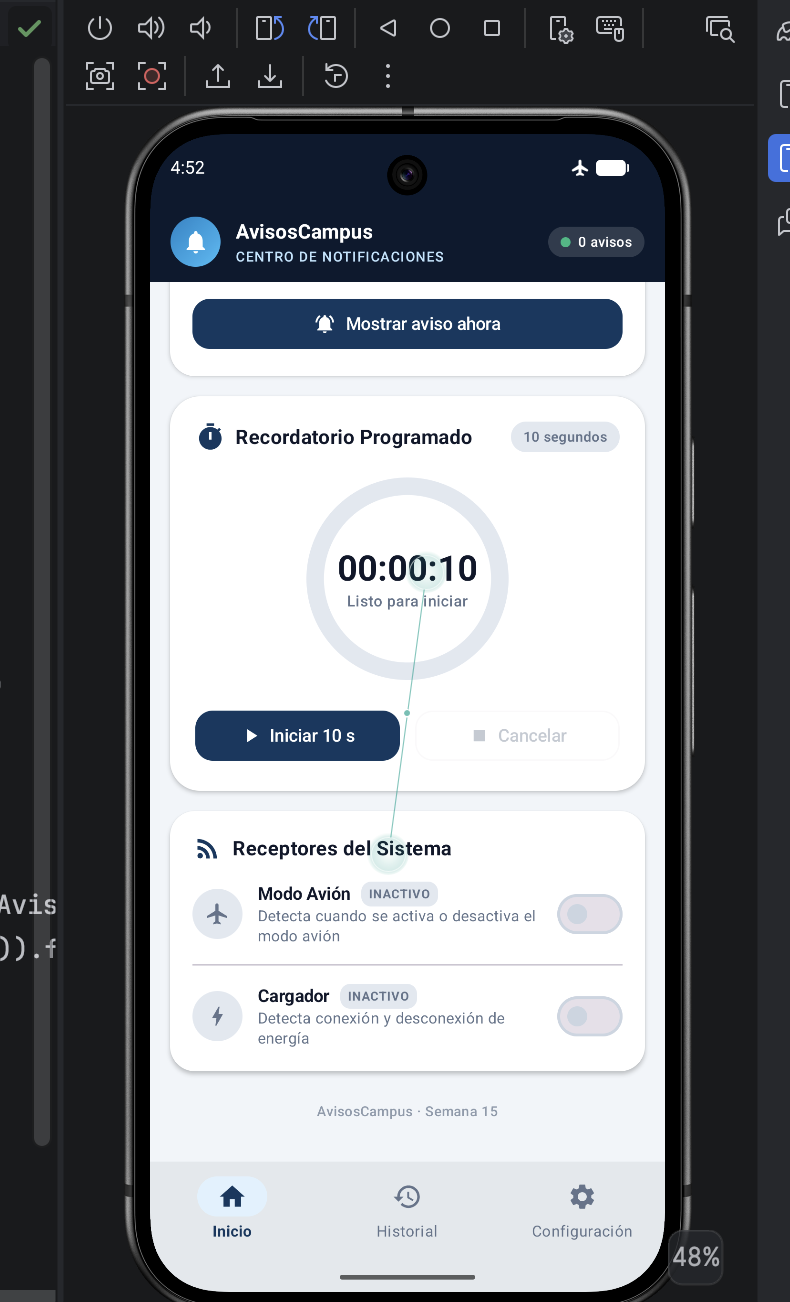 4:52
AvisosCampus
CENTRO DE NOTIFICACIONES
0 avisos
Mostrar aviso ahora
Recordatorio Programado
10 segundos
00:00:10
Listo para iniciar
Iniciar 10 s
Cancelar
Receptores del Sistema
Modo Avión
INACTIVO
Detecta cuando se activa o desactiva el
modo avión
Cargador
INACTIVO
Detecta conexión y desconexión de
energía
AvisosCampus · Semana 15
Inicio
Historial
Configuración
48%
Avis
)).f